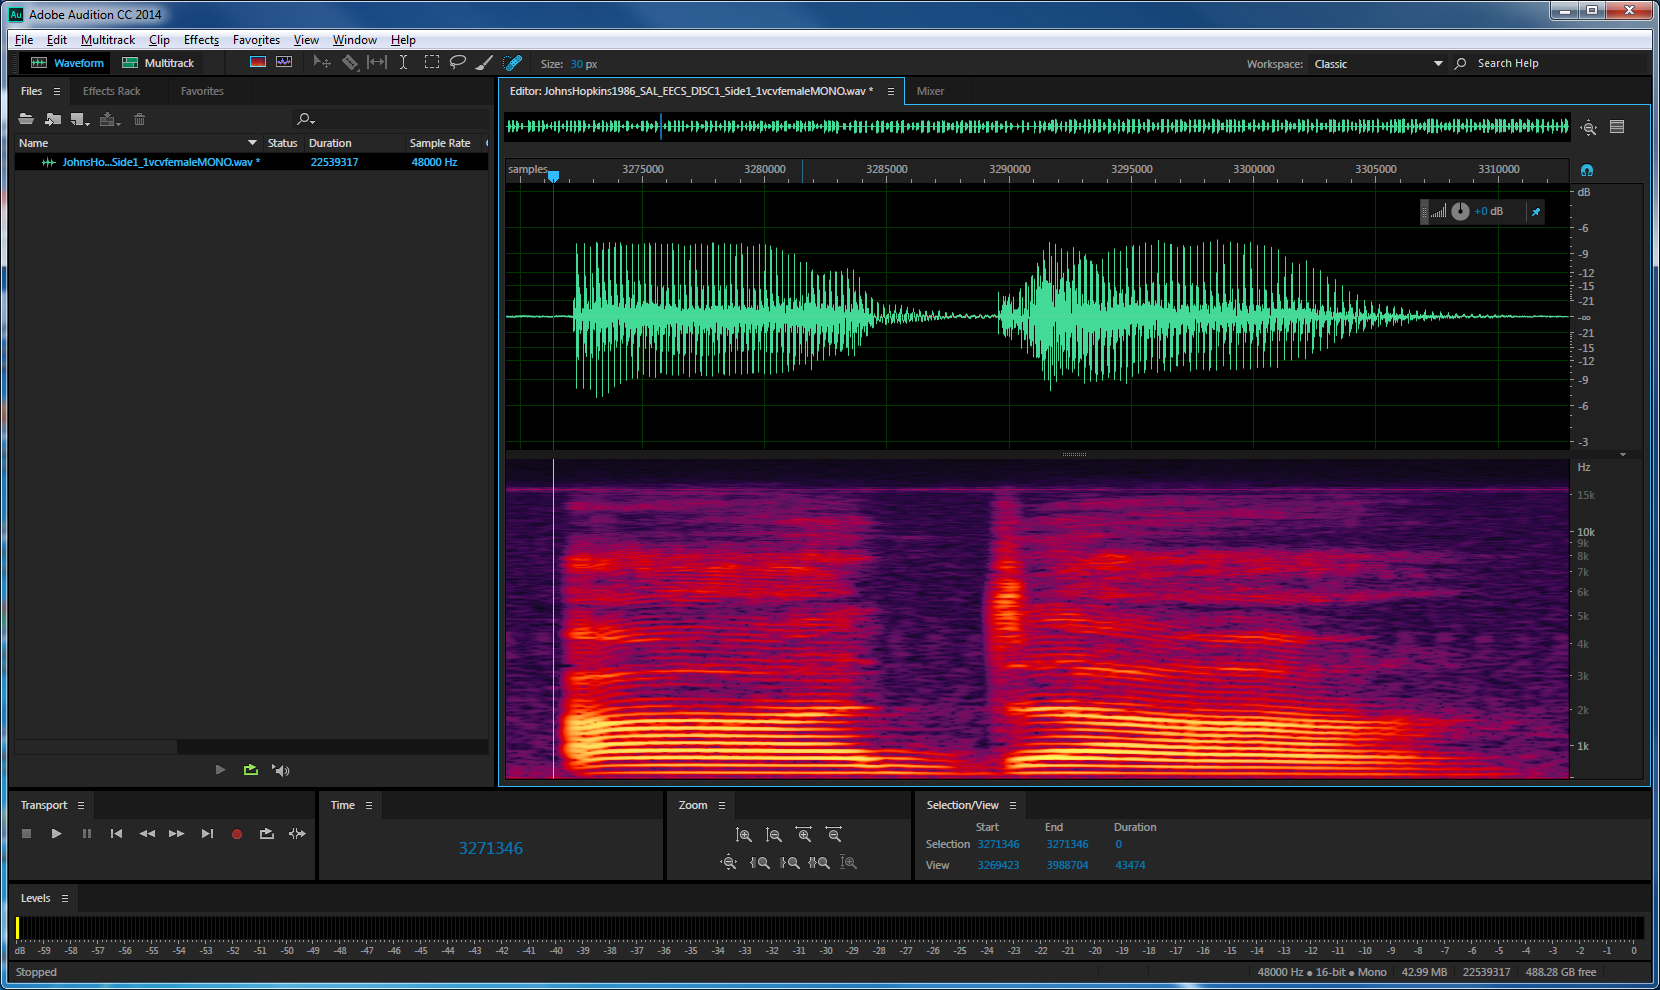 Adobe Audition CC 2014
File Edit Multitrack Clip Effects Favorites View Window Help
Waveform Multitrack Size: 30 px Workspace: Classic Search Help
Files Effects Rack Favorites
Editor: JohnsHopkins1986_SAL_EECS_DISC1_Side1_1vcvfemaleMONO.wav * Mixer
Name Status Duration Sample Rate
JohnsHo...Side1_1vcvfemaleMONO.wav * 22539317 48000 Hz
samples 3275000 3280000 3285000 3290000 3295000 3300000 3305000 3310000
dB
+0 dB
-6
-9
-12
-15
-21
-∞
-21
-15
-12
-9
-6
-3
Hz
15k
10k
9k
8k
7k
6k
5k
4k
3k
2k
1k
Transport Time Zoom Selection/View
Start End Duration
Selection 3271346 3271346 0
View 3269423 3988704 43474
3271346
Levels
dB -59 -58 -57 -56 -55 -54 -53 -52 -51 -50 -49 -48 -47 -46 -45 -44 -43 -42 -41 -40 -39 -38 -37 -36 -35 -34 -33 -32 -31 -30 -29 -28 -27 -26 -25 -24 -23 -22 -21 -20 -19 -18 -17 -16 -15 -14 -13 -12 -11 -10 -9 -8 -7 -6 -5 -4 -3 -2 -1 0
Stopped 48000 Hz ● 16-bit ● Mono 42.99 MB 22539317 488.28 GB free